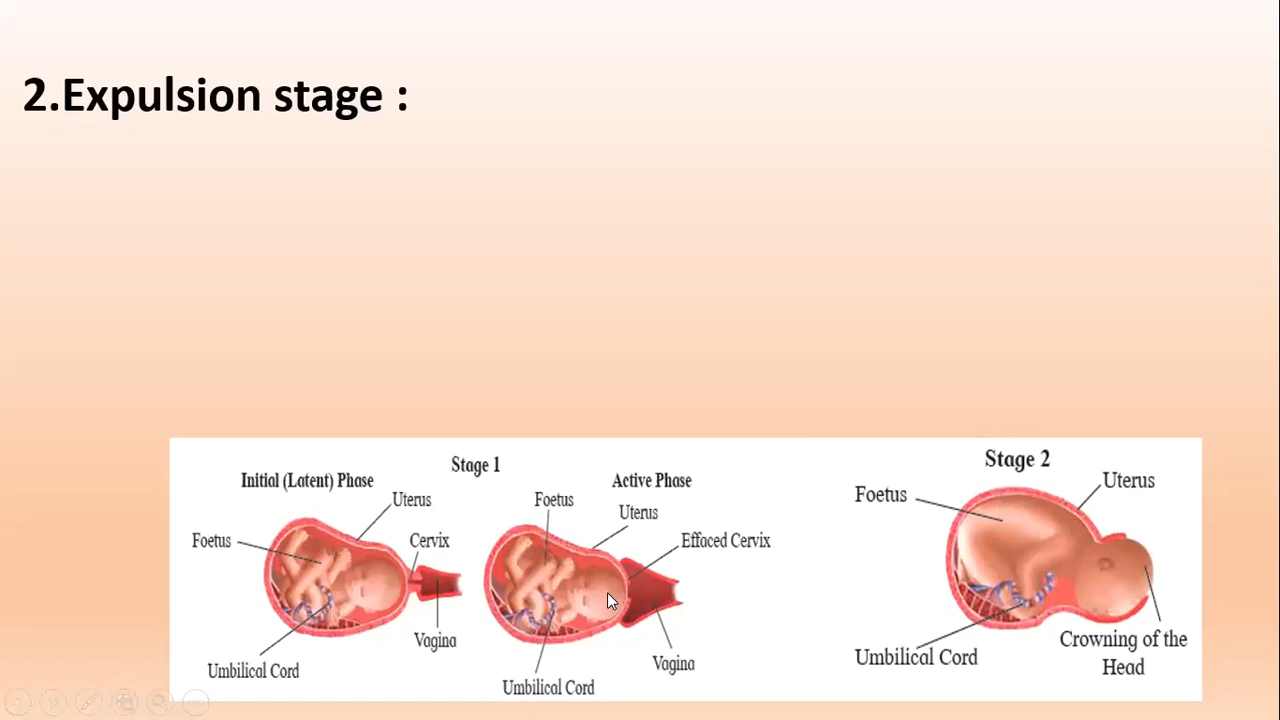 2.Expulsion stage :
Stage 1
Initial (Latent) Phase
Uterus
Foetus
Cervix
Vagina
Umbilical Cord
Active Phase
Foetus
Uterus
Effaced Cervix
Vagina
Umbilical Cord
Stage 2
Foetus
Uterus
Umbilical Cord
Crowning of the
Head